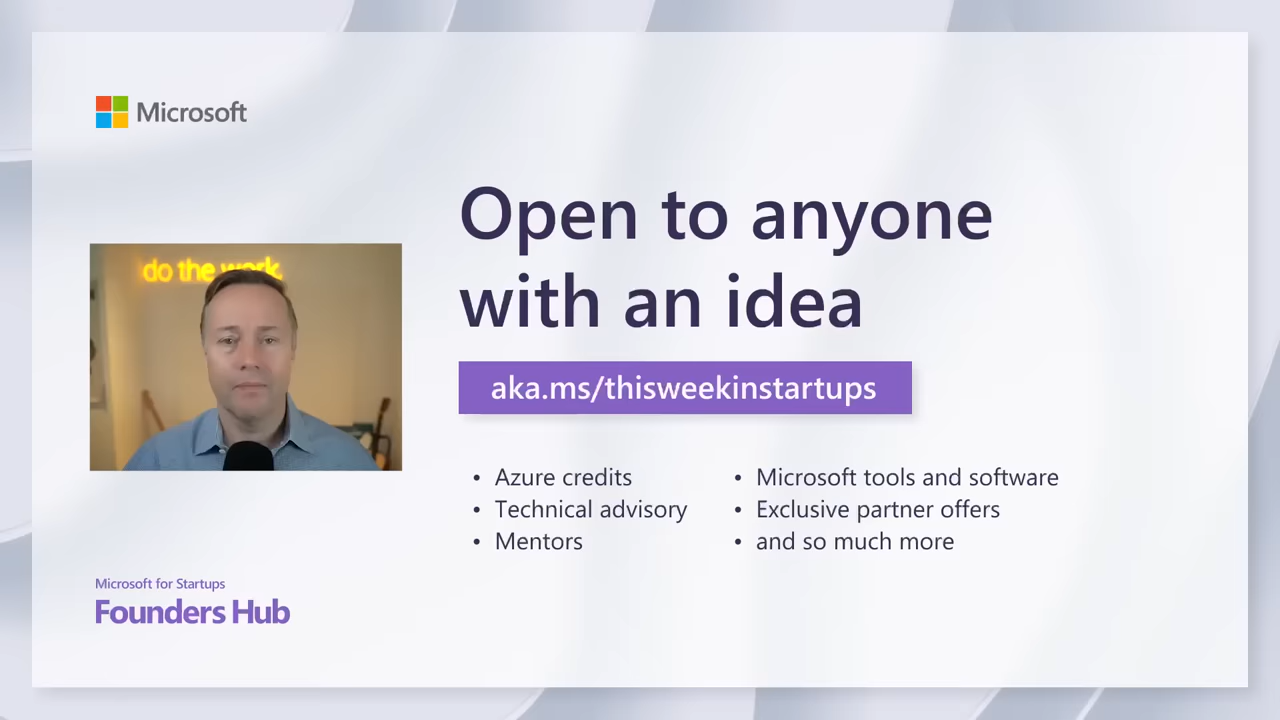 Microsoft
do the work.
Open to anyone
with an idea
aka.ms/thisweekinstartups
• Azure credits
• Technical advisory
• Mentors
• Microsoft tools and software
• Exclusive partner offers
• and so much more
Microsoft for Startups
Founders Hub